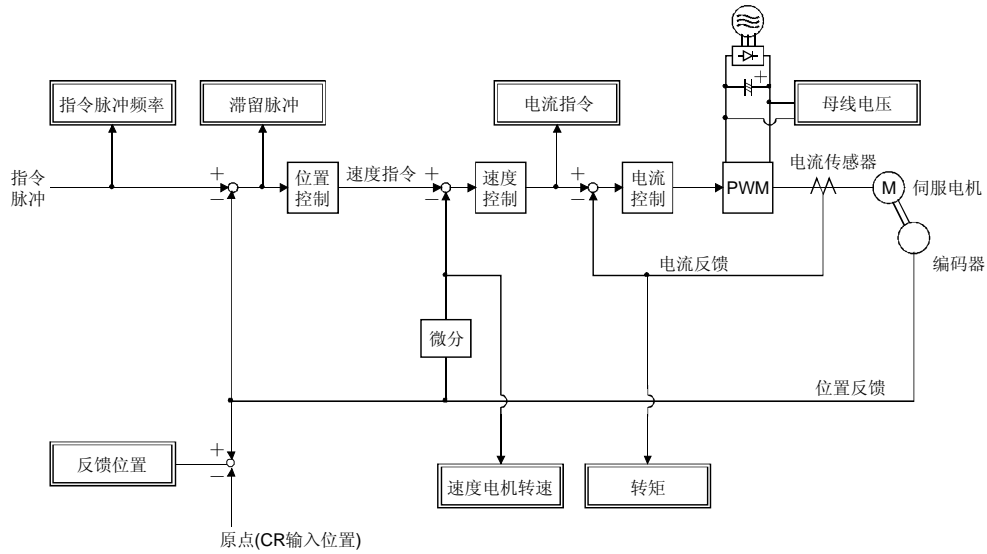 指令脉冲频率
滞留脉冲
电流指令
母线电压
指令
脉冲
位置
控制
速度指令
速度
控制
电流
控制
PWM
电流传感器
M
伺服电机
编码器
电流反馈
微分
位置反馈
反馈位置
速度电机转速
转矩
原点(CR输入位置)